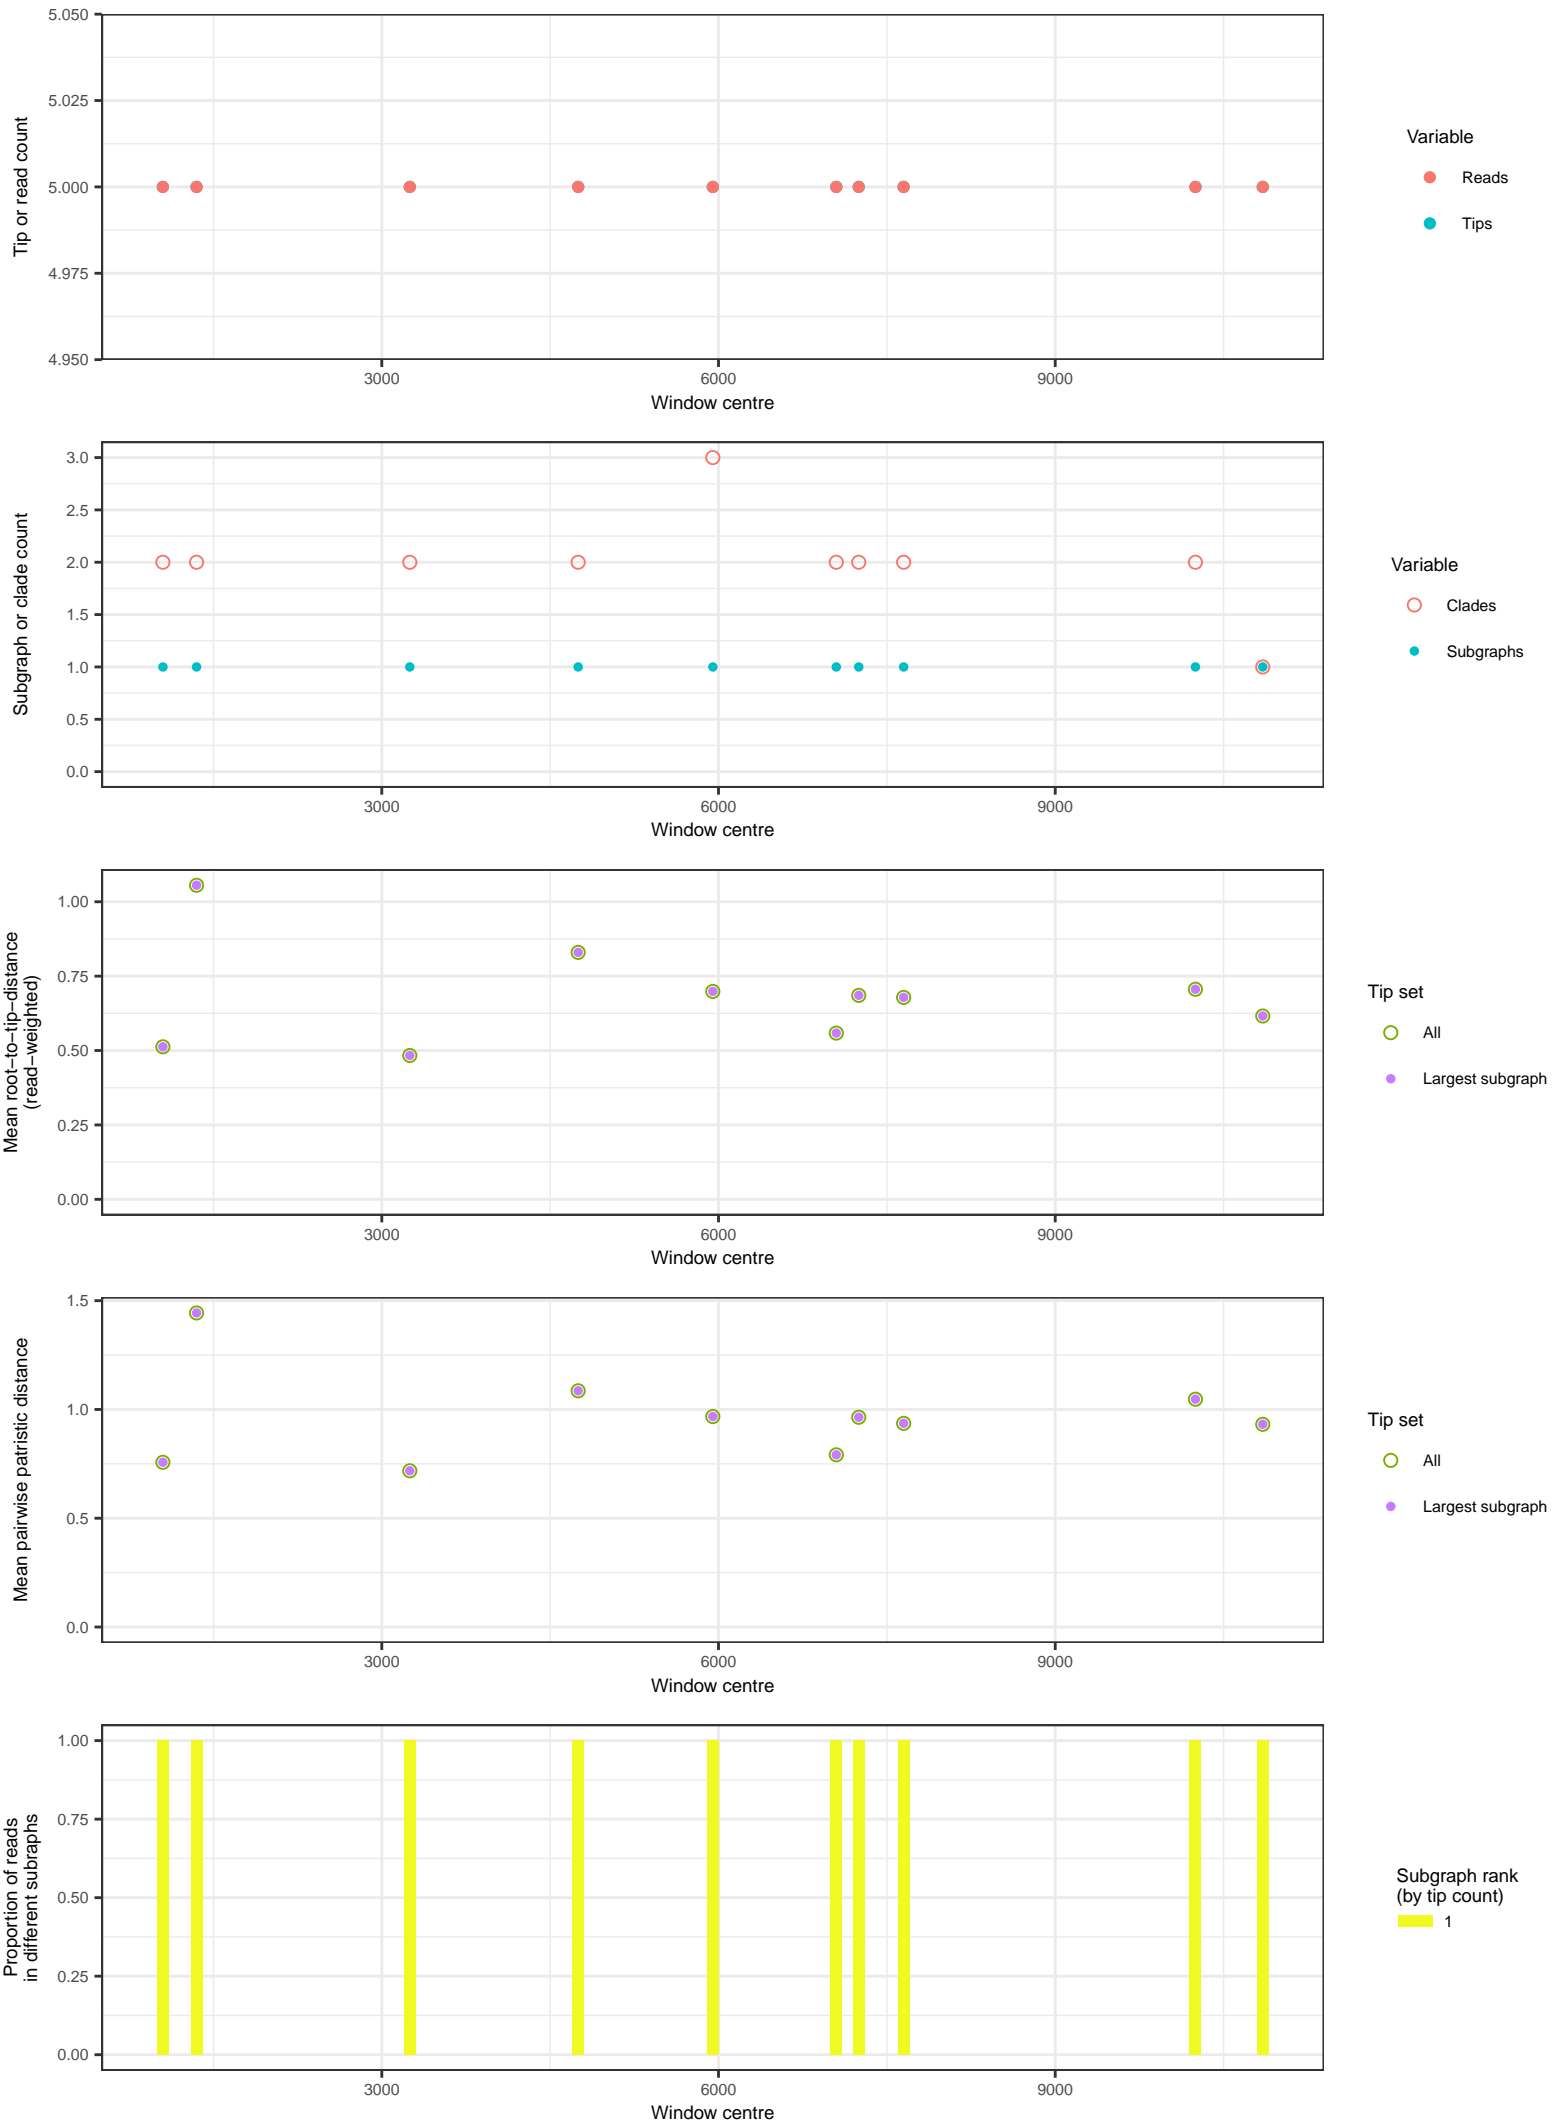 5.050
5.025
5.000
4.975
4.950
Tip or read count
3000 6000 9000
Window centre
Variable
Reads
Tips
3.0
2.5
2.0
1.5
1.0
0.5
0.0
Subgraph or clade count
3000 6000 9000
Window centre
Variable
Clades
Subgraphs
1.00
0.75
0.50
0.25
0.00
Mean root−to−tip−distance
(read−weighted)
3000 6000 9000
Window centre
Tip set
All
Largest subgraph
1.5
1.0
0.5
0.0
Mean pairwise patristic distance
3000 6000 9000
Window centre
Tip set
All
Largest subgraph
1.00
0.75
0.50
0.25
0.00
Proportion of reads
in different subraphs
3000 6000 9000
Window centre
Subgraph rank
(by tip count)
1